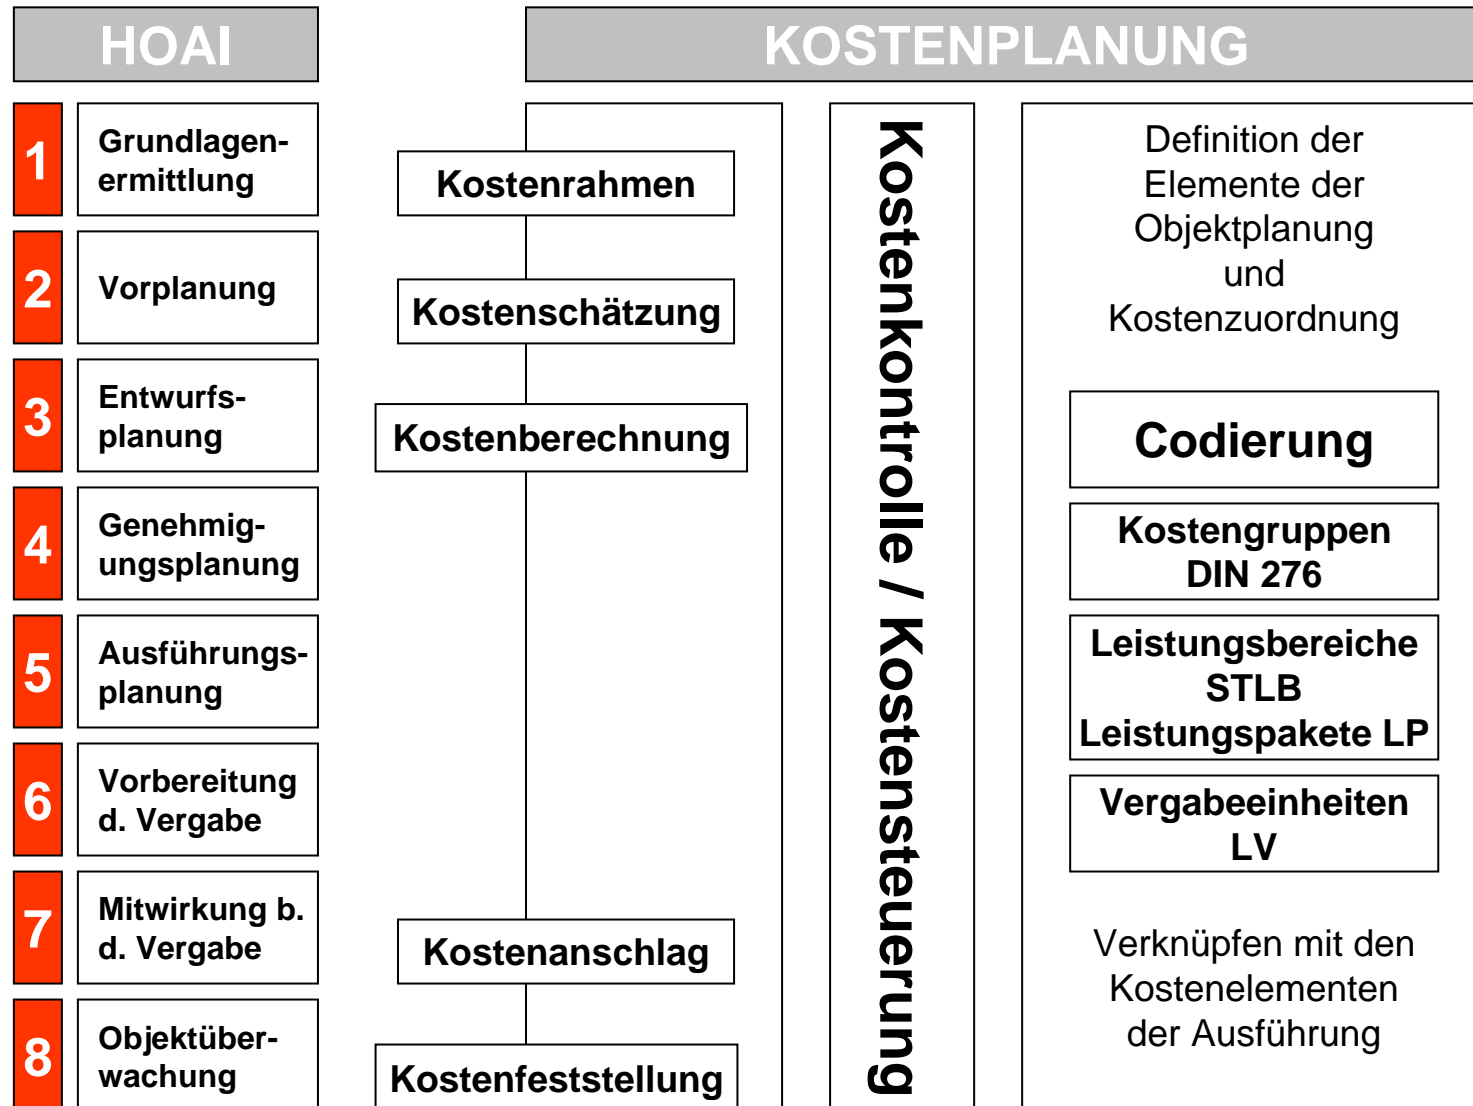 HOAI
KOSTENPLANUNG
1
Grundlagen-
ermittlung
2
Vorplanung
3
Entwurfs-
planung
4
Genehmig-
ungsplanung
5
Ausführungs-
planung
6
Vorbereitung
d. Vergabe
7
Mitwirkung b.
d. Vergabe
8
Objektüber-
wachung
Kostenrahmen
Kostenschätzung
Kostenberechnung
Kostenanschlag
Kostenfeststellung
Kostenkontrolle / Kostensteuerung
Definition der
Elemente der
Objektplanung
und
Kostenzuordnung
Codierung
Kostengruppen
DIN 276
Leistungsbereiche
STLB
Leistungspakete LP
Vergabeeinheiten
LV
Verknüpfen mit den
Kostenelementen
der Ausführung